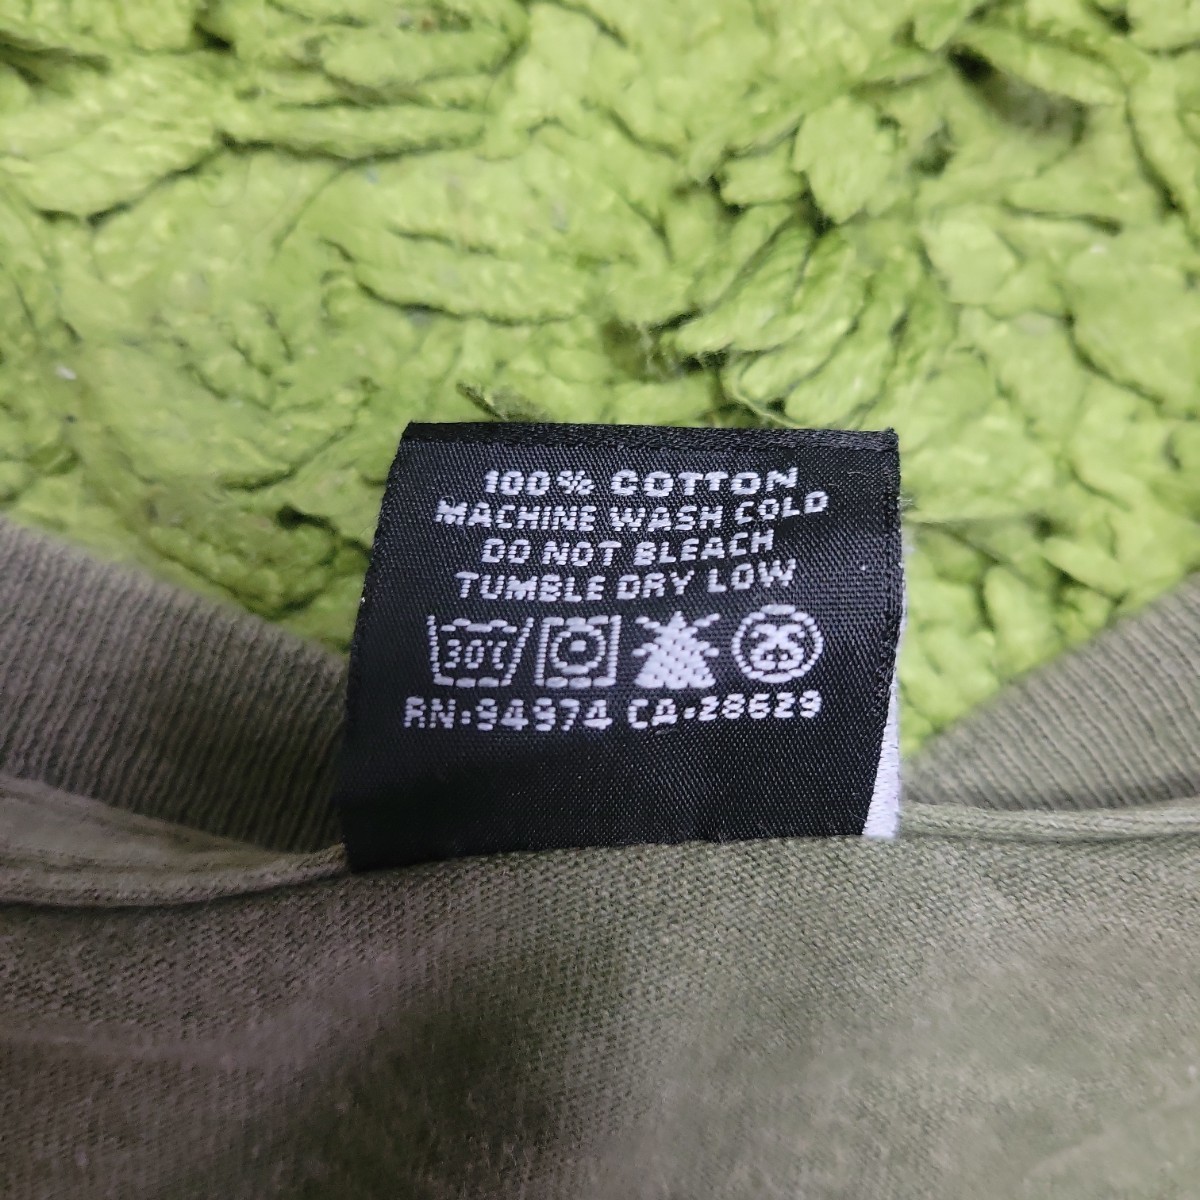 100% COTTON
MACHINE WASH COLD
DO NOT BLEACH
TUMBLE DRY LOW
30℃
RN:94974 CA:28629